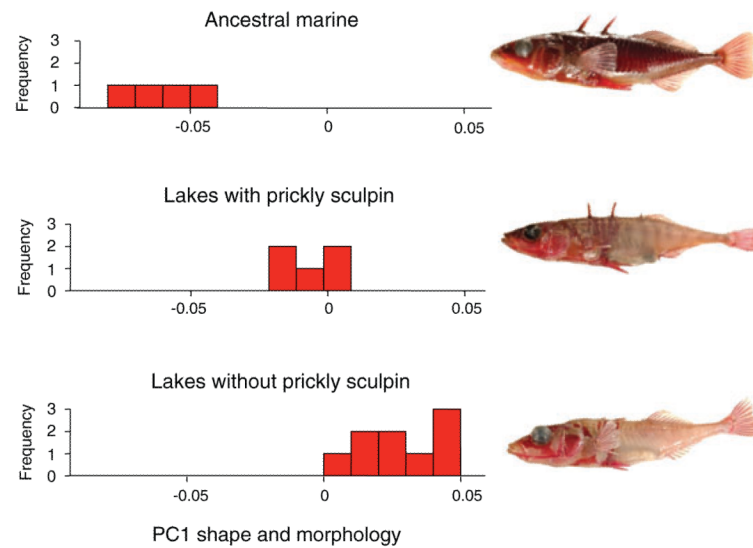 Ancestral marine
Frequency
3
2
1
0
-0.05 0 0.05
Lakes with prickly sculpin
Frequency
3
2
1
0
-0.05 0 0.05
Lakes without prickly sculpin
Frequency
3
2
1
0
-0.05 0 0.05
PC1 shape and morphology